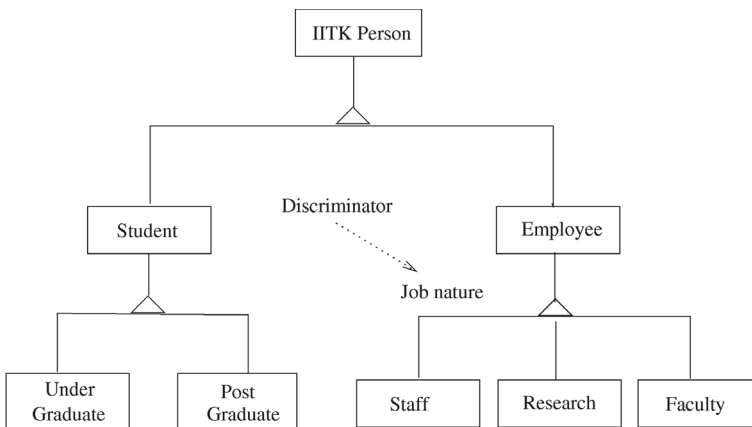 IITK Person
Student
Discriminator
Employee
Job nature
Under
Graduate
Post
Graduate
Staff
Research
Faculty